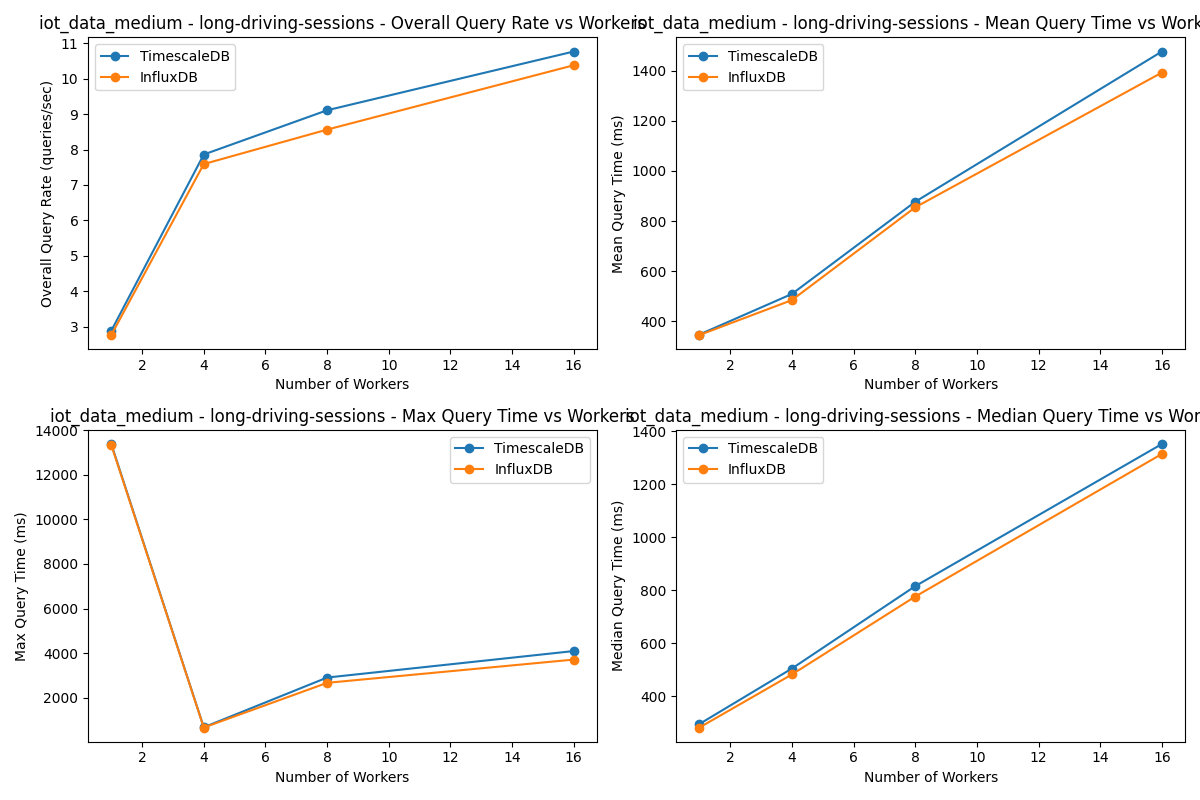 iot_data_medium - long-driving-sessions - Overall Query Rate vs Workers
11
10
9
8
7
6
5
4
3
Overall Query Rate (queries/sec)
TimescaleDB
InfluxDB
2 4 6 8 10 12 14 16
Number of Workers
iot_data_medium - long-driving-sessions - Mean Query Time vs Work
1400
1200
1000
800
600
400
Mean Query Time (ms)
TimescaleDB
InfluxDB
2 4 6 8 10 12 14 16
Number of Workers
iot_data_medium - long-driving-sessions - Max Query Time vs Workers
14000
12000
10000
8000
6000
4000
2000
Max Query Time (ms)
TimescaleDB
InfluxDB
2 4 6 8 10 12 14 16
Number of Workers
iot_data_medium - long-driving-sessions - Median Query Time vs Wor
1400
1200
1000
800
600
400
Median Query Time (ms)
TimescaleDB
InfluxDB
2 4 6 8 10 12 14 16
Number of Workers